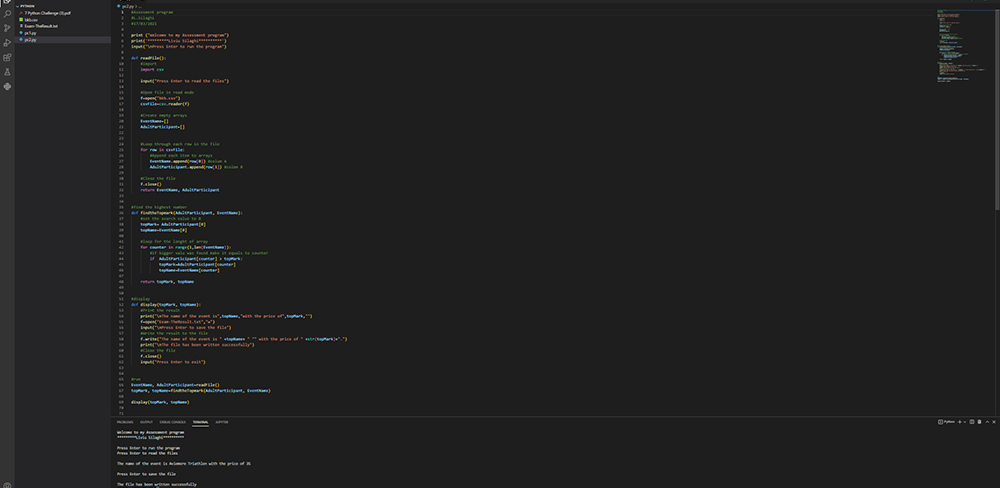 PYTHON
7 Python Challenge (3).pdf
bkb.csv
Exam-TheResult.txt
pc1.py
pc2.py
pc2.py > ...
#Assessment program
#L.Silaghi
#17/03/2021
print ("Welcome to my Assessment program")
print("*********Liviu Silaghi**********")
input("\nPress Enter to run the program")
def readFile():
#import
import csv
input("Press Enter to read the files")
#Open file in read mode
f=open("bkb.csv")
csvFile=csv.reader(f)
#Create empty arrays
EventName=[]
AdultParticipant=[]
#Loop through each row in the file
for row in csvFile:
#Append each item to arrays
EventName.append(row[0])
AdultParticipant.append(row[1])
#Close the file
f.close()
return EventName, AdultParticipant
#find the highest number
def findtheTopmark(AdultParticipant, EventName):
#set the search value to 0
topMark= AdultParticipant[0]
topName=EventName[0]
#loop for the lenght of array
for counter in range(1,len(EventName)):
#if bigger valu was found make it equals to counter
if AdultParticipant[counter] > topMark:
topMark=AdultParticipant[counter]
topName=EventName[counter]
return topMark, topName
#display
def display(topMark, topName):
#Print the result
print("\nThe name of the event is",topName,"with the price of",topMark,"")
f=open("Exam-TheResult.txt","w")
input("\nPress Enter to save the file")
#Write the result to the file
f.write("The name of the event is " +topName+ " "" with the price of " +str(topMark)+".")
print("\nThe file has been written successfully")
#Close the file
f.close()
input("Press Enter to exit")
EventName, AdultParticipant=readFile()
topMark, topName=findtheTopmark(AdultParticipant, EventName)
display(topMark, topName)
PROBLEMS OUTPUT DEBUG CONSOLE TERMINAL JUPYTER
Python
Welcome to my Assessment program
*********Liviu Silaghi**********
Press Enter to run the program
Press Enter to read the files
The name of the event is Aviemore Triathlon with the price of 35
Press Enter to save the file
The file has been written successfully